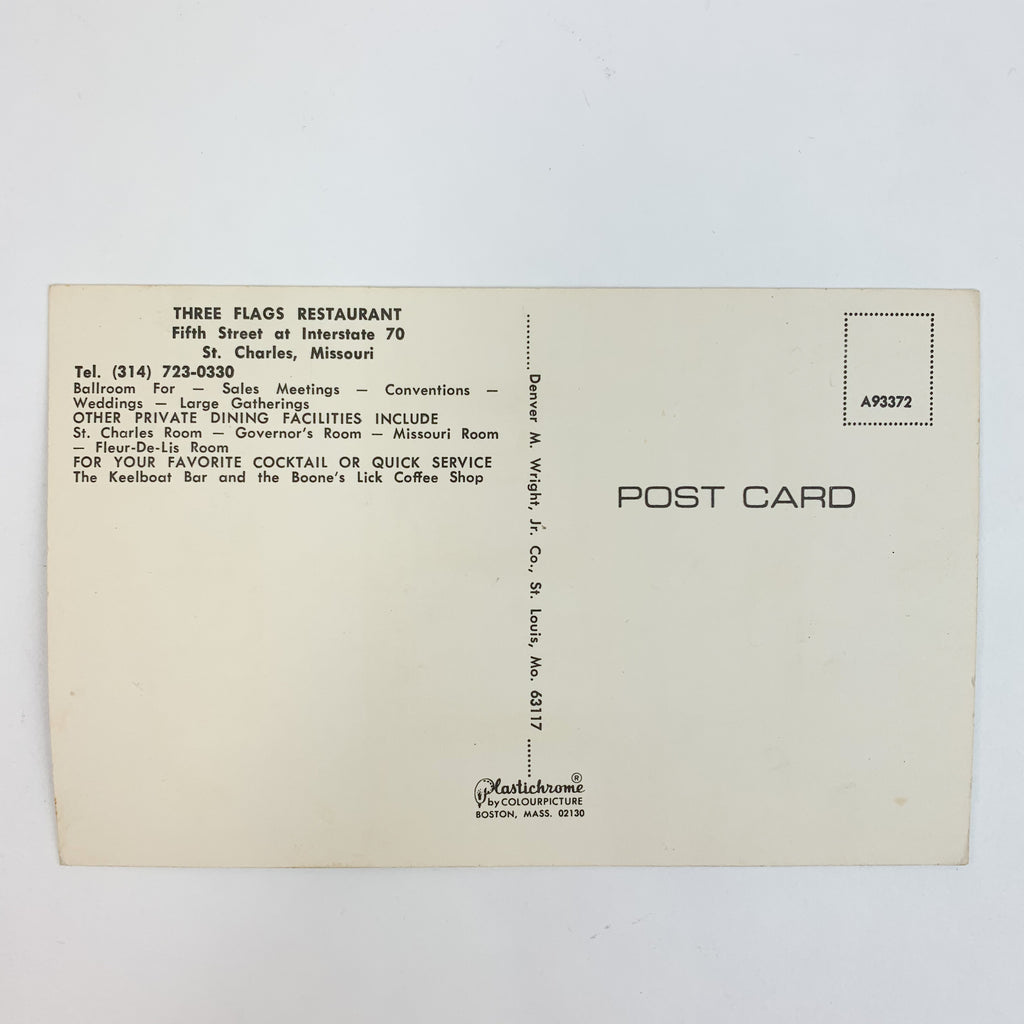 THREE FLAGS RESTAURANT
Fifth Street at Interstate 70
St. Charles, Missouri
Tel. (314) 723-0330
Ballroom For — Sales Meetings — Conventions —
Weddings — Large Gatherings
OTHER PRIVATE DINING FACILITIES INCLUDE
St. Charles Room — Governor's Room — Missouri Room
— Fleur-De-Lis Room
FOR YOUR FAVORITE COCKTAIL OR QUICK SERVICE
The Keelboat Bar and the Boone's Lick Coffee Shop
Denver M. Wright, Jr. Co., St. Louis, Mo. 63117
Plastichrome ®
by COLOURPICTURE
BOSTON, MASS. 02130
A93372
POST CARD